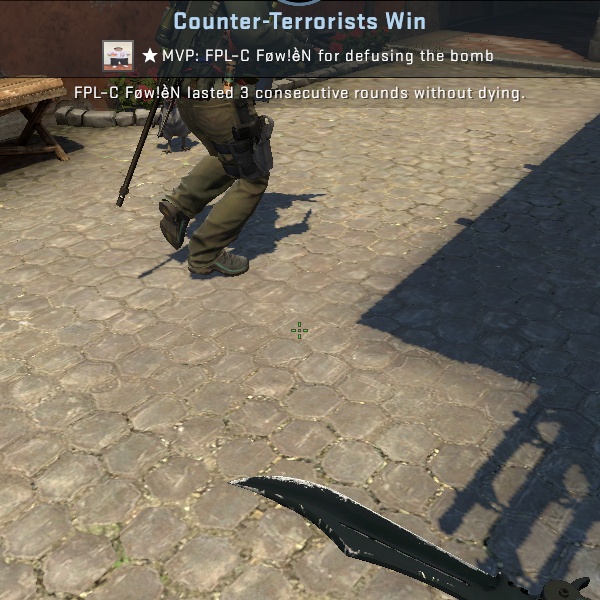 Counter-Terrorists Win
★ MVP: FPL-C Føw!èN for defusing the bomb
FPL-C Føw!èN lasted 3 consecutive rounds without dying.